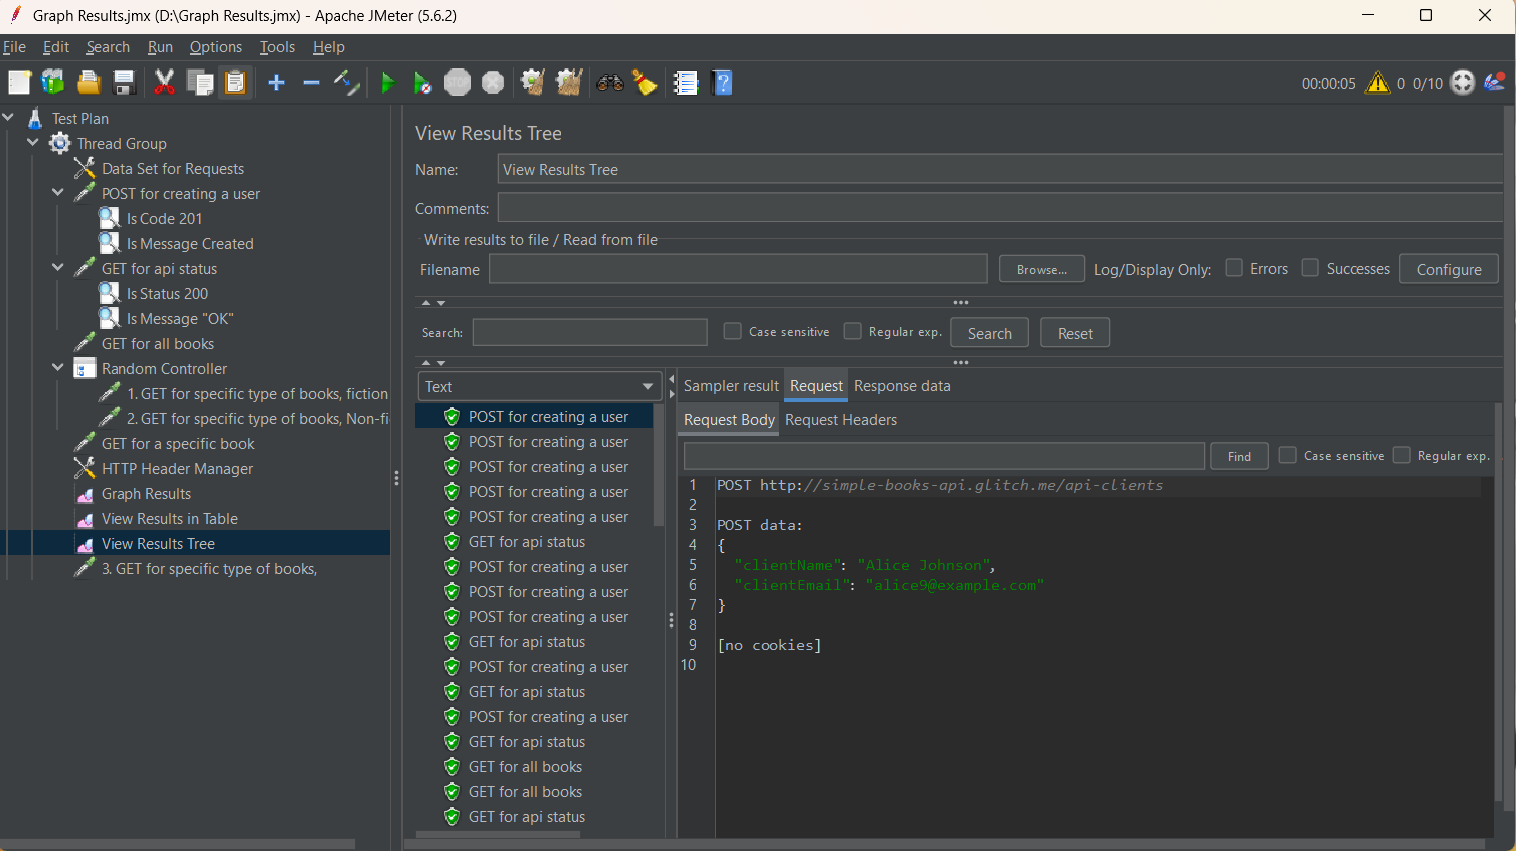 Graph Results.jmx (D:\Graph Results.jmx) - Apache JMeter (5.6.2)
File Edit Search Run Options Tools Help
STOP
00:00:05 0 0/10
Test Plan
Thread Group
Data Set for Requests
POST for creating a user
Is Code 201
Is Message Created
GET for api status
Is Status 200
Is Message "OK"
GET for all books
Random Controller
1. GET for specific type of books, fiction
2. GET for specific type of books, Non-fi
GET for a specific book
HTTP Header Manager
Graph Results
View Results in Table
View Results Tree
3. GET for specific type of books,
View Results Tree
Name: View Results Tree
Comments:
Write results to file / Read from file
Filename Browse... Log/Display Only: Errors Successes Configure
Search: Case sensitive Regular exp. Search Reset
Text
POST for creating a user
POST for creating a user
POST for creating a user
POST for creating a user
POST for creating a user
GET for api status
POST for creating a user
POST for creating a user
POST for creating a user
GET for api status
POST for creating a user
GET for api status
POST for creating a user
GET for api status
GET for all books
GET for all books
GET for api status
Sampler result Request Response data
Request Body Request Headers
Find Case sensitive Regular exp.
1 POST http://simple-books-api.glitch.me/api-clients
2
3 POST data:
4 {
5 "clientName": "Alice Johnson",
6 "clientEmail": "alice9@example.com"
7 }
8
9 [no cookies]
10